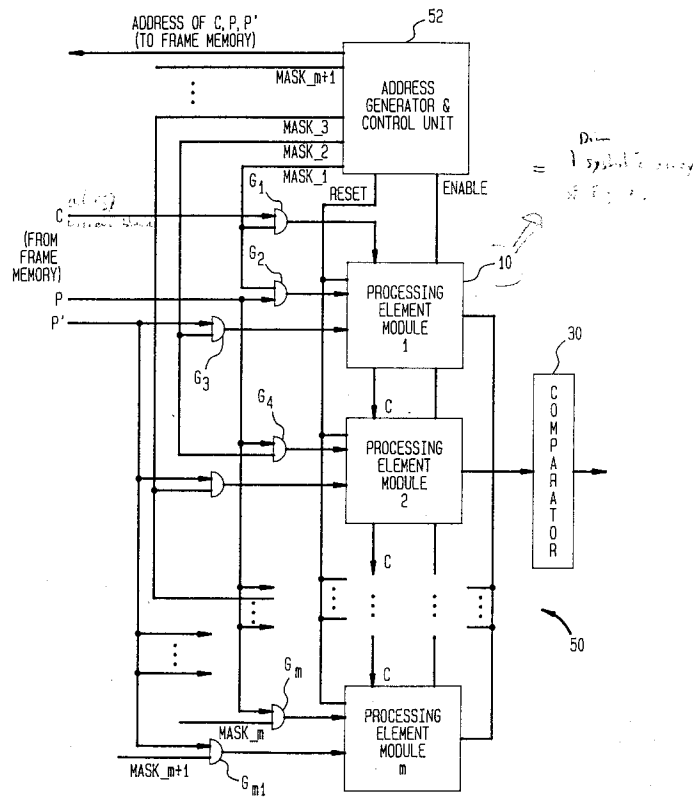 52
ADDRESS OF C, P, P'
(TO FRAME MEMORY)
MASK_m+1
ADDRESS
GENERATOR &
CONTROL UNIT
MASK_3
MASK_2
MASK_1
RESET
ENABLE
=
G1
C
(FROM
FRAME
MEMORY)
G2
10
P
P'
PROCESSING
ELEMENT
MODULE
1
G3
30
C
G4
PROCESSING
ELEMENT
MODULE
2
COMPARATOR
C
50
C
Gm
MASK_m
PROCESSING
ELEMENT
MODULE
m
MASK_m+1
Gm1